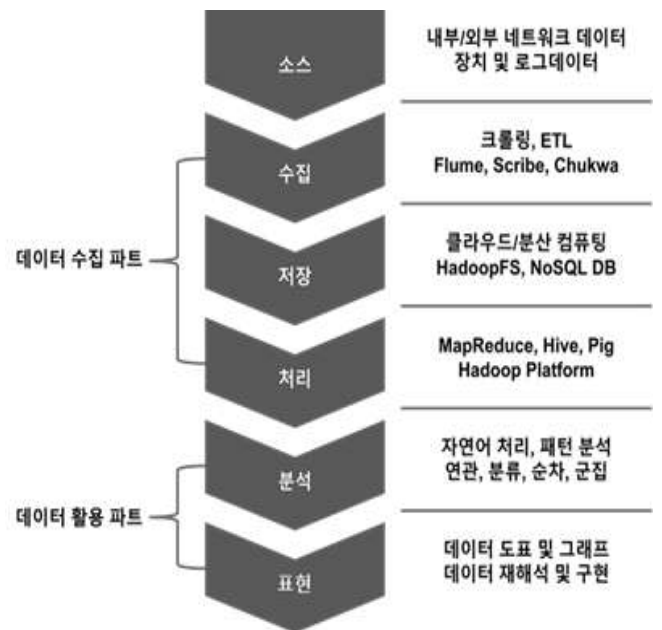 소스
내부/외부 네트워크 데이터
장치 및 로그데이터
수집
크롤링, ETL
Flume, Scribe, Chukwa
데이터 수집 파트
저장
클라우드/분산 컴퓨팅
HadoopFS, NoSQL DB
처리
MapReduce, Hive, Pig
Hadoop Platform
분석
자연어 처리, 패턴 분석
연관, 분류, 순차, 군집
데이터 활용 파트
표현
데이터 도표 및 그래프
데이터 재해석 및 구현